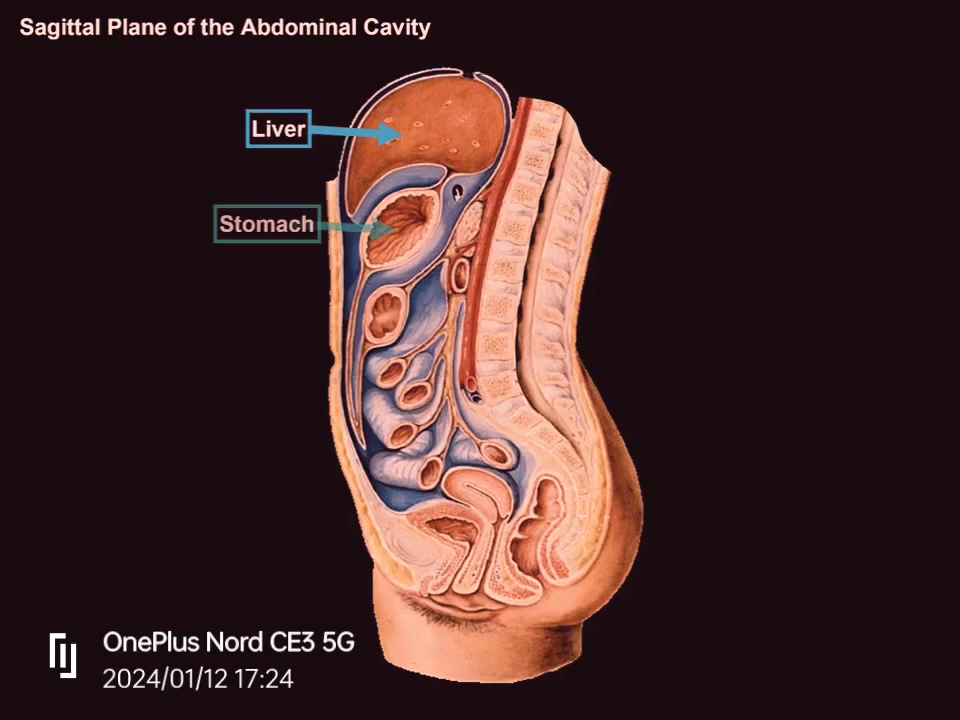 Sagittal Plane of the Abdominal Cavity
Liver
Stomach
OnePlus Nord CE3 5G
2024/01/12 17:24